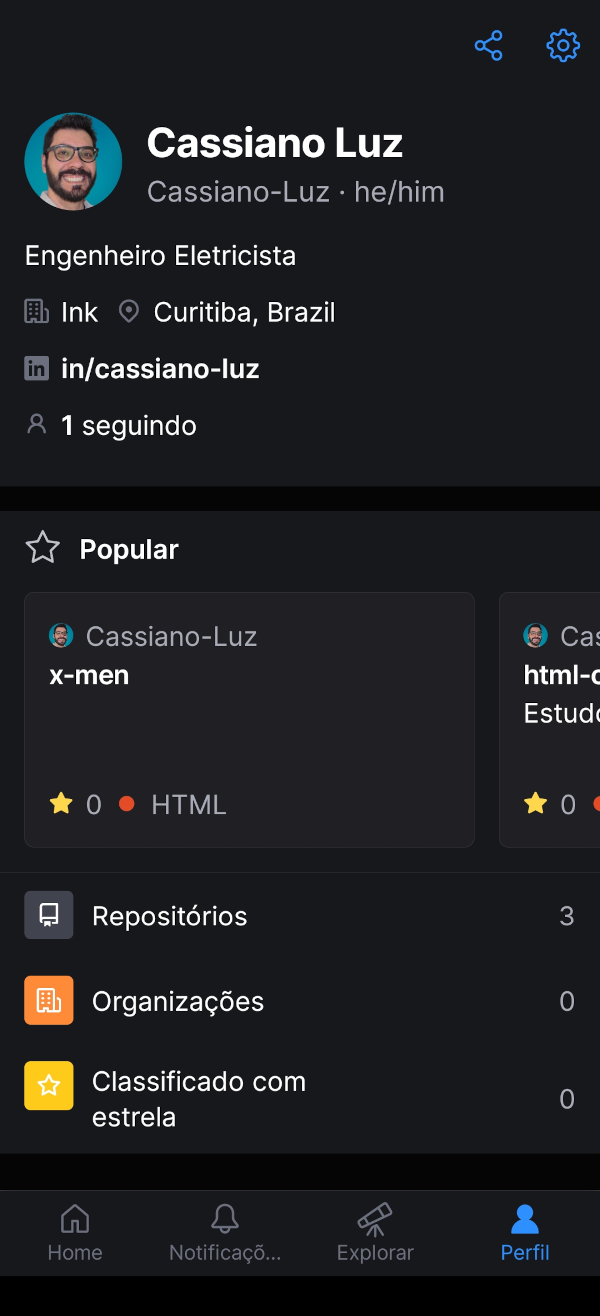 Cassiano Luz
Cassiano-Luz · he/him
Engenheiro Eletricista
Ink Curitiba, Brazil
in/cassiano-luz
1 seguindo
Popular
Cassiano-Luz
x-men
0 HTML
Cas
html-c
Estudo
0
Repositórios 3
Organizações 0
Classificado com
estrela
0
Home Notificaçõ... Explorar Perfil